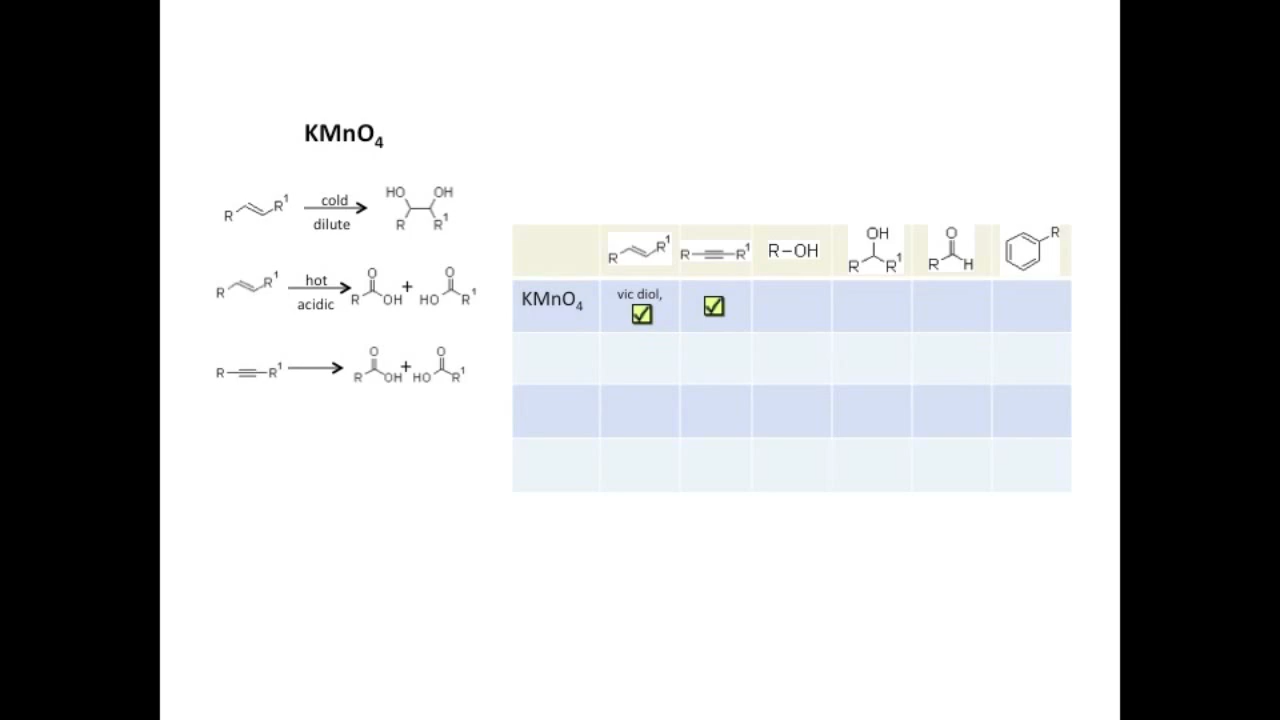 KMnO4
R R1 cold dilute HO OH R R1
R R1 hot acidic O R OH + O HO R1
R R1 O R OH + O HO R1
R R1 R R1 R-OH OH R R1 O R H R
KMnO4 vic diol,